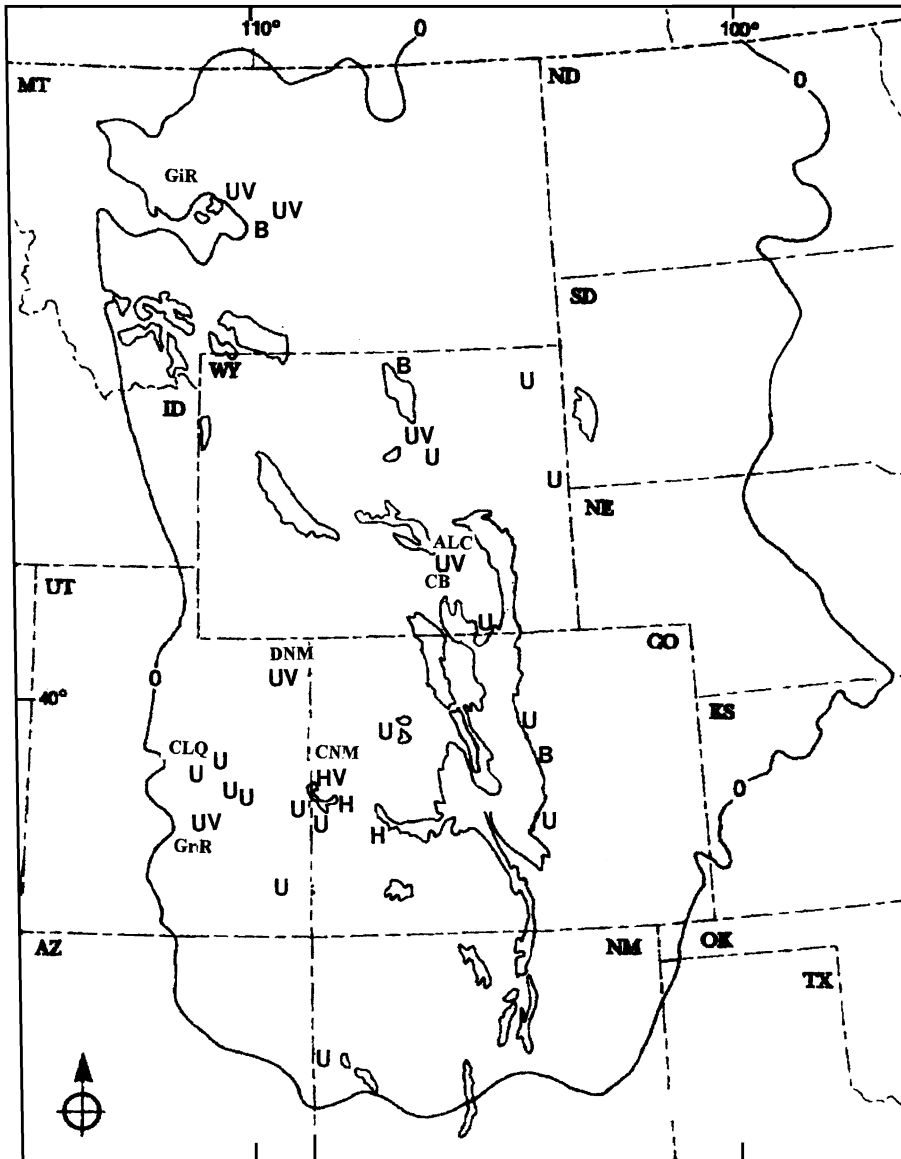 110° 0 100°
MT ND 0
GiR UV
UV
B
SD
WY B
ID U
UV
U U
NE
ALC
UV
CB
UT
U
CO
DNM
0 UV
40°
KS
U U
CLQ U CNM B
U HV 0
U U H
U
UV U H U
GrR
U
AZ NM OK
TX
U